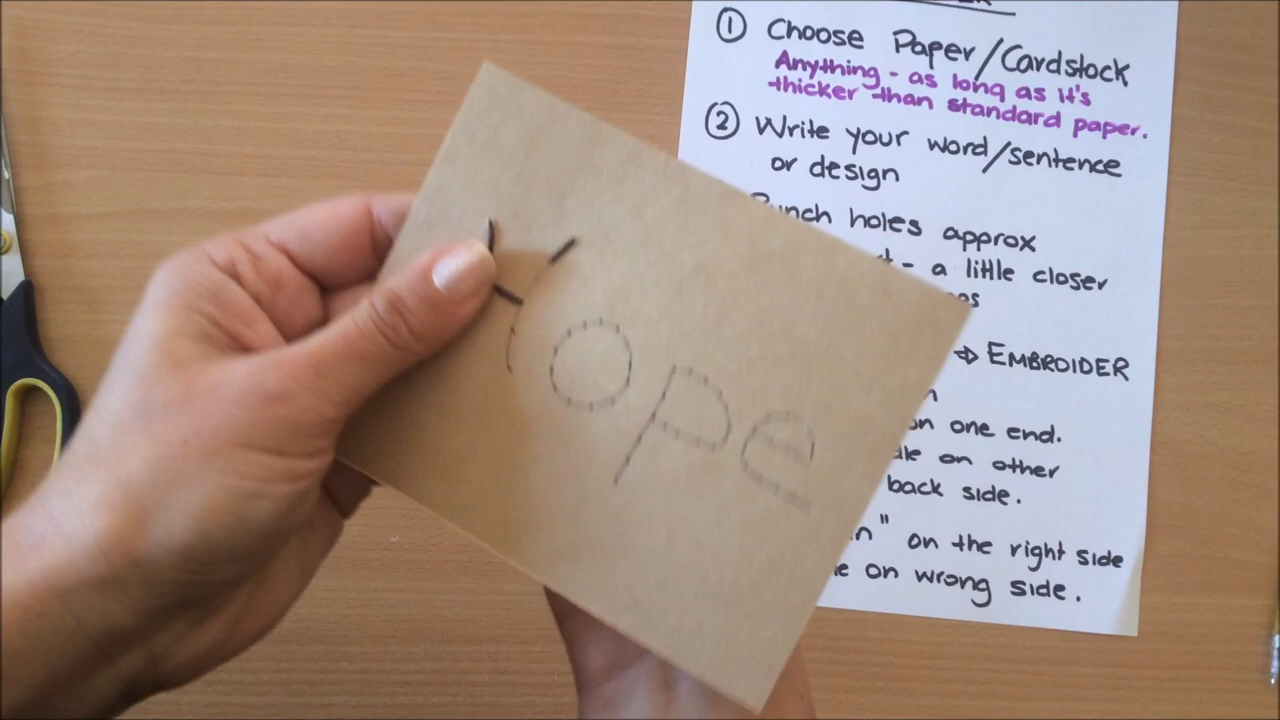 Hope
① Choose Paper/Cardstock
Anything - as long as it's
thicker than standard paper.
② Write your word/sentence
or design
holes approx
- a little closer
⇒ EMBROIDER
on one end.
on other
back side.
" on the right side
on wrong side.